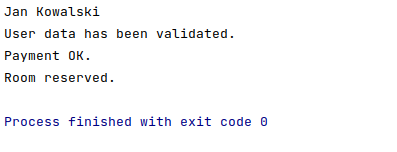 Jan Kowalski
User data has been validated.
Payment OK.
Room reserved.
Process finished with exit code 0